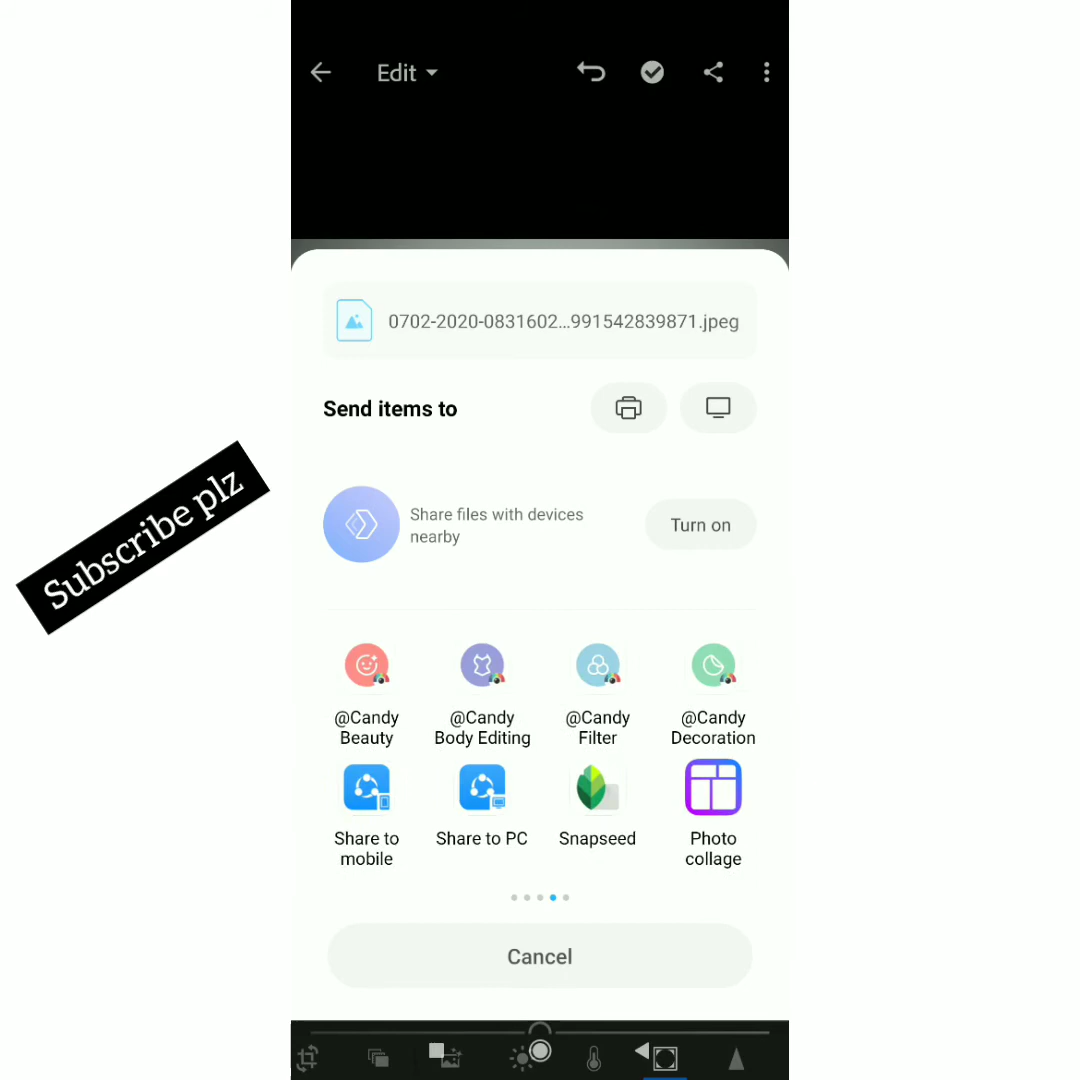 Edit
0702-2020-0831602...991542839871.jpeg
Send items to
Share files with devices
nearby
Turn on
Subscribe plz
@Candy
Beauty
@Candy
Body Editing
@Candy
Filter
@Candy
Decoration
Share to
mobile
Share to PC
Snapseed
Photo
collage
Cancel